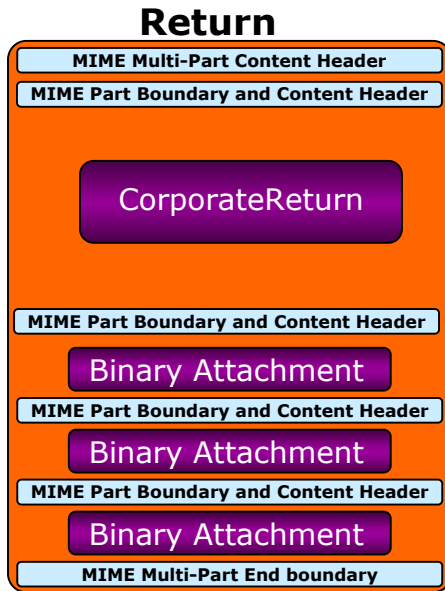 Return
MIME Multi-Part Content Header
MIME Part Boundary and Content Header
CorporateReturn
MIME Part Boundary and Content Header
Binary Attachment
MIME Part Boundary and Content Header
Binary Attachment
MIME Part Boundary and Content Header
Binary Attachment
MIME Multi-Part End boundary